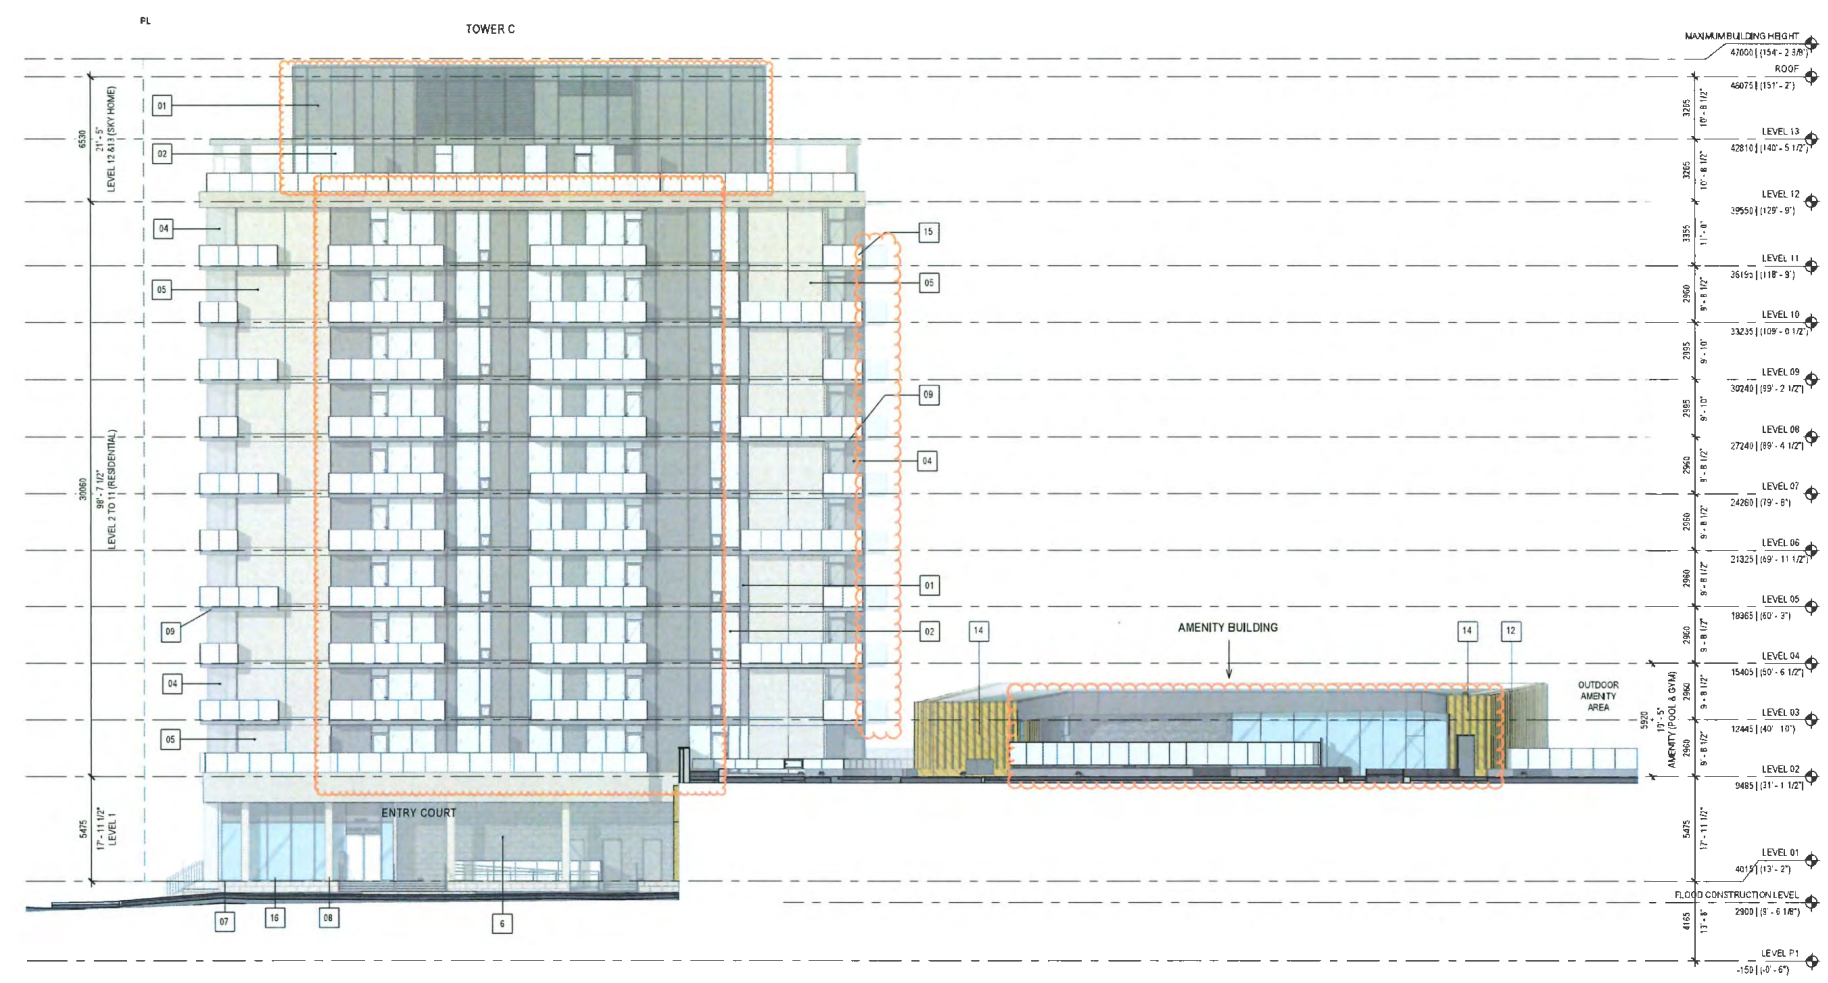 PL
TOWER C
MAXIMUM BUILDING HEIGHT
47000 | (154' - 2 3/8")
ROOF
46075 | (151' - 2")
LEVEL 13
42810 | (140' - 5 1/2")
LEVEL 12
39550 | (129' - 9")
LEVEL 11
36195 | (118' - 9")
LEVEL 10
33235 | (109' - 0 1/2")
LEVEL 09
30240 | (99' - 2 1/2")
LEVEL 08
27240 | (89' - 4 1/2")
LEVEL 07
(79' - 8")
LEVEL 06
21325 | (69' - 11 1/2")
LEVEL 05
18365 | (60' - 3")
LEVEL 04
15405 | (50' - 6 1/2")
LEVEL 03
12445 | (40' - 10")
LEVEL 02
9485 | (31' - 1 1/2")
LEVEL 01
4015 | (13' - 2")
FLOOD CONSTRUCTION LEVEL
2900 | (9' - 6 1/8")
LEVEL P1
-150 | (-0' - 6")
6530
21' - 5"
LEVEL 12 &13 (SKY HOME)
30060
98' - 7 1/2"
LEVEL 2 TO 11 (RESIDENTIAL)
5475
17' - 11 1/2"
LEVEL 1
01
02
04
05
09
04
05
15
05
09
04
01
02
14
AMENITY BUILDING
14
12
OUTDOOR
AMENITY
AREA
ENTRY COURT
07
16
08
6
3265
10' - 8 1/2"
3265
10' - 8 1/2"
3355
11' - 0"
2960
9' - 8 1/2"
2995
9' - 10"
2995
9' - 10"
2960
9' - 8 1/2"
2960
9' - 8 1/2"
2960
9' - 8 1/2"
2960
9' - 8 1/2"
2960
9' - 8 1/2"
2960
9' - 8 1/2"
5475
17' - 11 1/2"
4165
13' - 8"
5920
19' - 5"
AMENITY (POOL & GYM)